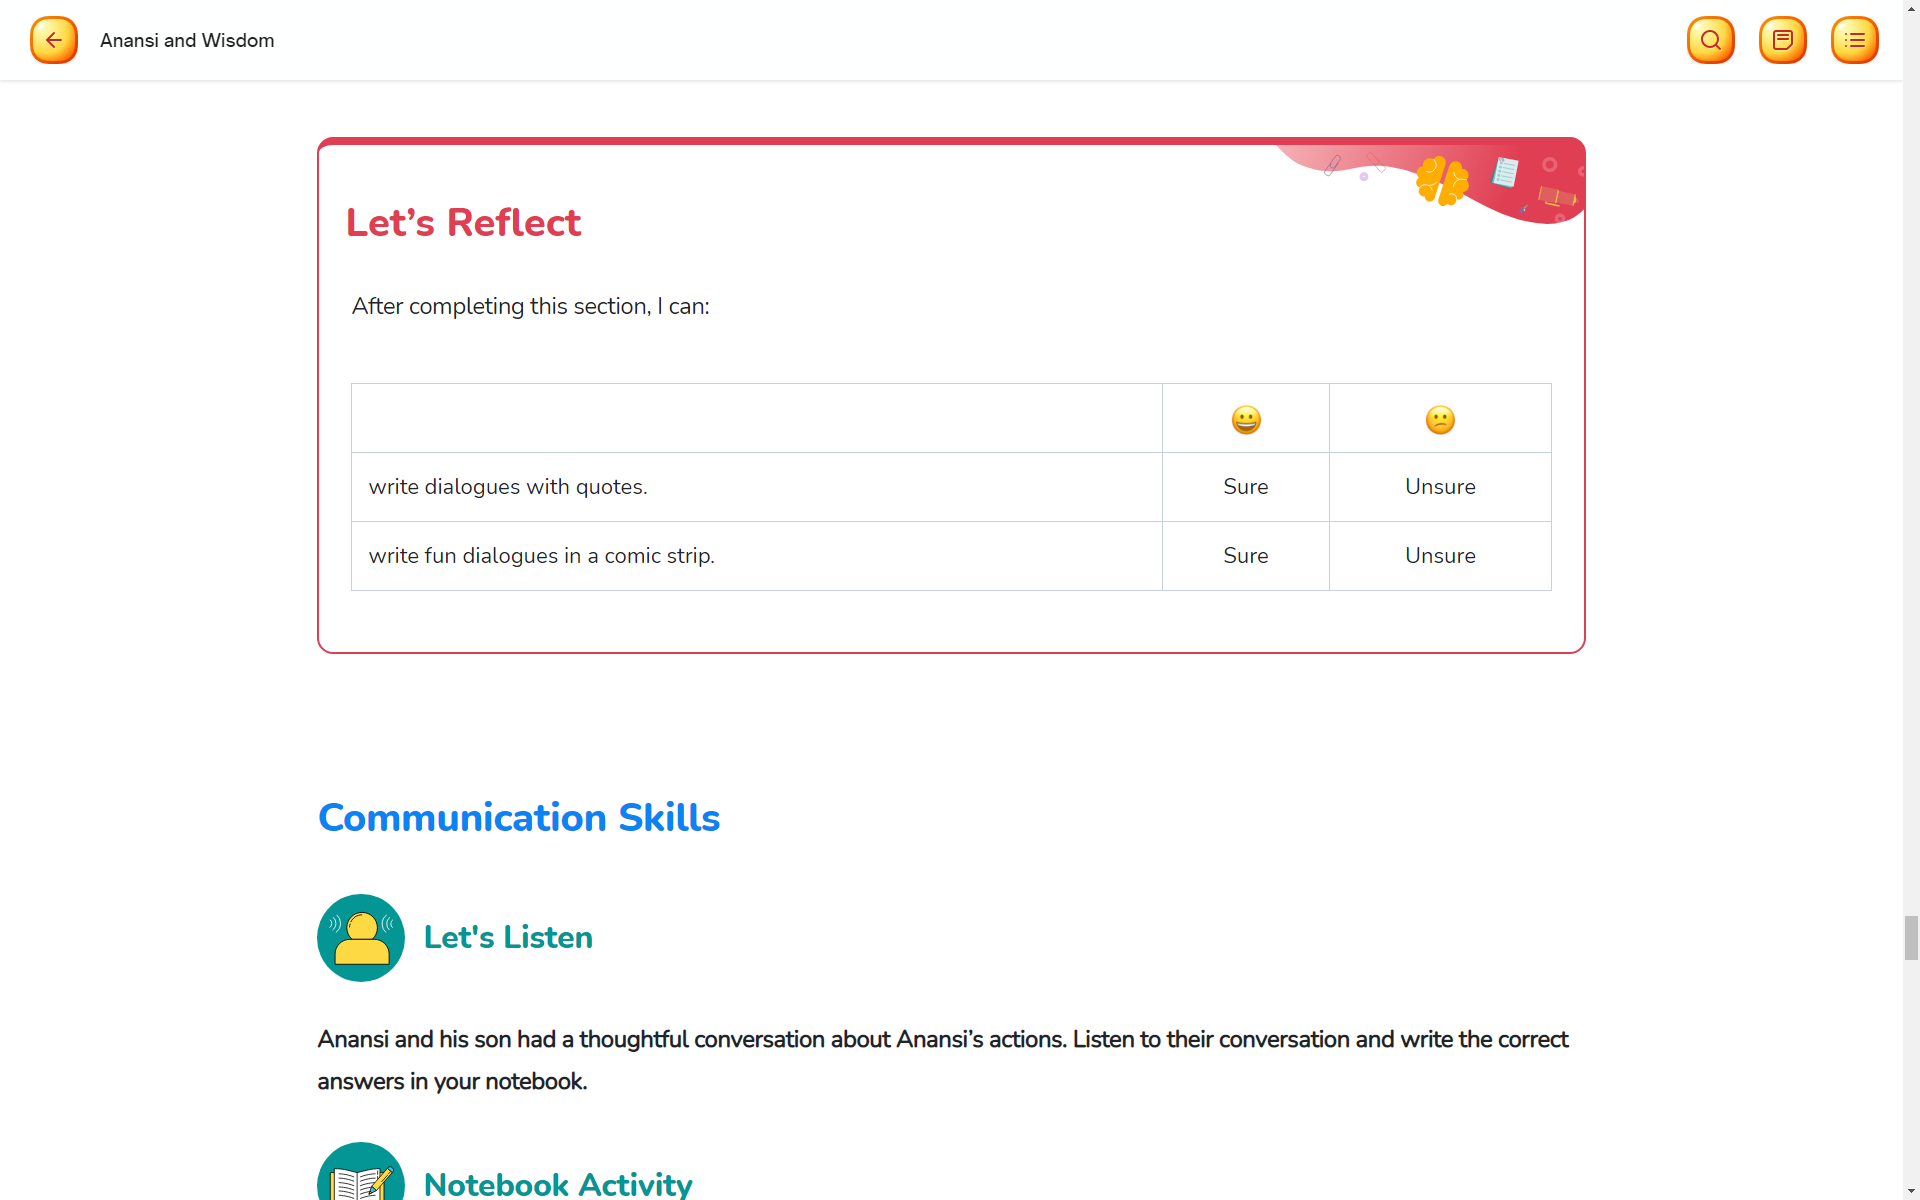 Anansi and Wisdom
Let’s Reflect
After completing this section, I can:
😀 😕
write dialogues with quotes. Sure Unsure
write fun dialogues in a comic strip. Sure Unsure
Communication Skills
Let's Listen
Anansi and his son had a thoughtful conversation about Anansi’s actions. Listen to their conversation and write the correct
answers in your notebook.
Notebook Activity